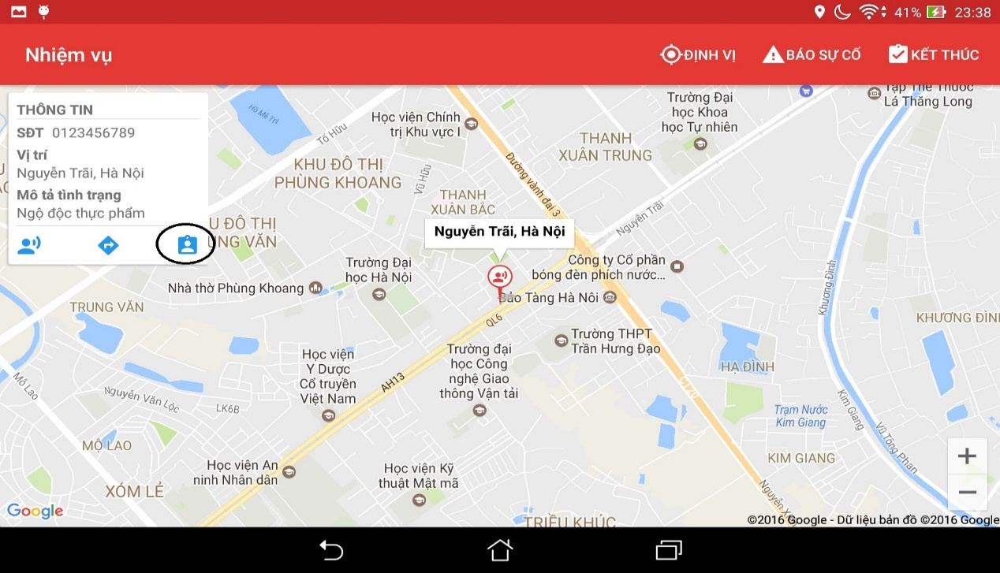 41% 23:38
Nhiệm vụ
ĐỊNH VỊ
BÁO SỰ CỐ
KẾT THÚC
THÔNG TIN
SĐT 0123456789
Vị trí
Nguyễn Trãi, Hà Nội
Mô tả tình trạng
Ngộ độc thực phẩm
Hồ Mễ Trì
Tố Hữu
Học viện Chính
trị Khu vực I
KHU ĐÔ THỊ
PHÙNG KHOANG
Vũ Hữu
THANH
XUÂN BẮC
Đường vành đai 3
THANH
XUÂN TRUNG
Trường Đại
học Khoa
học Tự nhiên
Tập Thể Thuốc
Lá Thăng Long
U ĐÔ THỊ
UNG VĂN
Nguyễn Trãi, Hà Nội
Nguyễn Trãi
Trường Đại
học Hà Nội
Công ty Cổ phần
bóng đèn phích nước...
Nhà thờ Phùng Khoang
Bảo Tàng Hà Nôi
TRUNG VĂN
QL6
Khương Đình
KHƯƠNG ĐÌNH
Trường THPT
Trần Hưng Đạo
Học viện
Y Dược
Cổ truyền
Việt Nam
Trường đại
học Công
nghệ Giao
thông Vận tải
AH13
HẠ ĐÌNH
CT20
Mỗ Lao
Nguyễn Văn Lộc
LK6B
Trạm Nước
Kim Giang
Kim Giang
Vũ Tông Phan
MỘ LAO
KIM GIANG
Học viện An
ninh Nhân dân
Học viện Kỹ
thuật Mật mã
XÓM LẺ
Nguyễn X
+
−
Google
TRIỀU KHÚC
©2016 Google - Dữ liệu bản đồ ©2016 Google